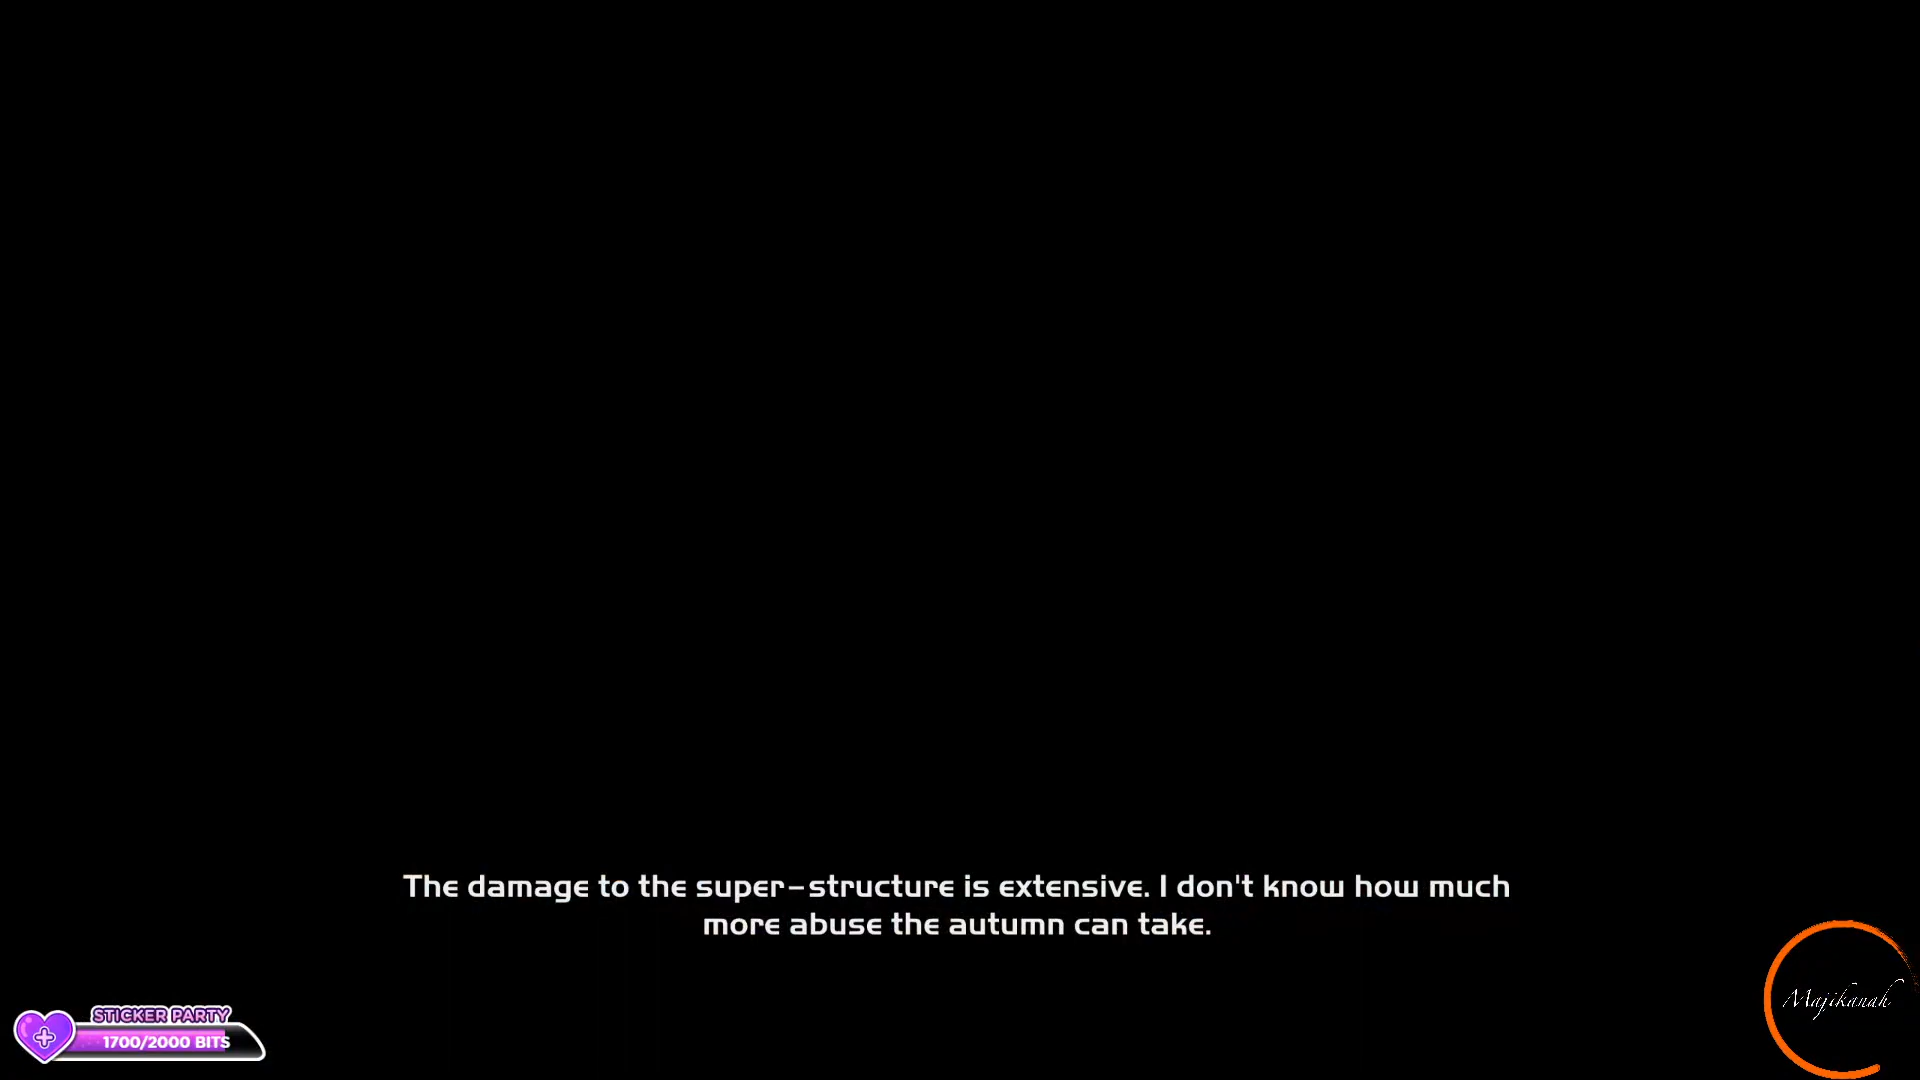 The damage to the super-structure is extensive. I don't know how much
more abuse the autumn can take.
STICKER PARTY
1700/2000 BITS
Majikanah